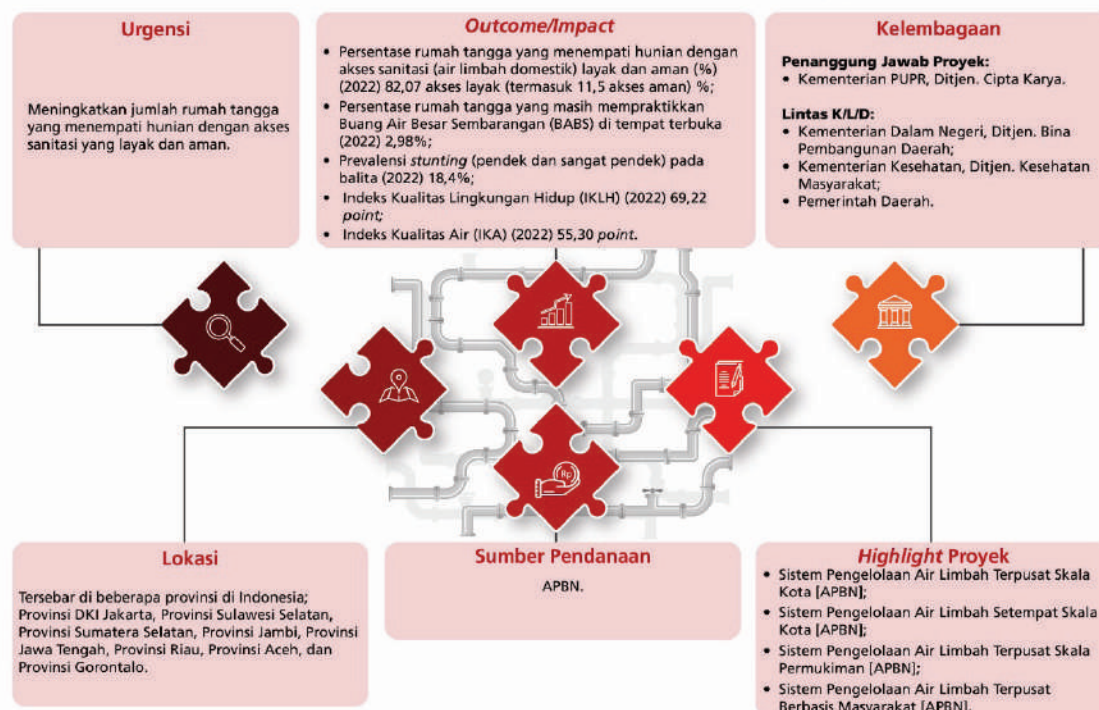 Urgensi
Meningkatkan jumlah rumah tangga
yang menempati hunian dengan akses
sanitasi yang layak dan aman.
Outcome/Impact
• Persentase rumah tangga yang menempati hunian dengan
akses sanitasi (air limbah domestik) layak dan aman (%)
(2022) 82,07 akses layak (termasuk 11,5 akses aman) %;
• Persentase rumah tangga yang masih mempraktikkan
Buang Air Besar Sembarangan (BABS) di tempat terbuka
(2022) 2,98%;
• Prevalensi stunting (pendek dan sangat pendek) pada
balita (2022) 18,4%;
• Indeks Kualitas Lingkungan Hidup (IKLH) (2022) 69,22
point;
• Indeks Kualitas Air (IKA) (2022) 55,30 point.
Kelembagaan
Penanggung Jawab Proyek:
• Kementerian PUPR, Ditjen. Cipta Karya.
Lintas K/L/D:
• Kementerian Dalam Negeri, Ditjen. Bina
Pembangunan Daerah;
• Kementerian Kesehatan, Ditjen. Kesehatan
Masyarakat;
• Pemerintah Daerah.
Rp
Lokasi
Tersebar di beberapa provinsi di Indonesia;
Provinsi DKI Jakarta, Provinsi Sulawesi Selatan,
Provinsi Sumatera Selatan, Provinsi Jambi, Provinsi
Jawa Tengah, Provinsi Riau, Provinsi Aceh, dan
Provinsi Gorontalo.
Sumber Pendanaan
APBN.
Highlight Proyek
• Sistem Pengelolaan Air Limbah Terpusat Skala
Kota [APBN];
• Sistem Pengelolaan Air Limbah Setempat Skala
Kota [APBN];
• Sistem Pengelolaan Air Limbah Terpusat Skala
Permukiman [APBN];
• Sistem Pengelolaan Air Limbah Terpusat
Berbasis Masyarakat [APBN].